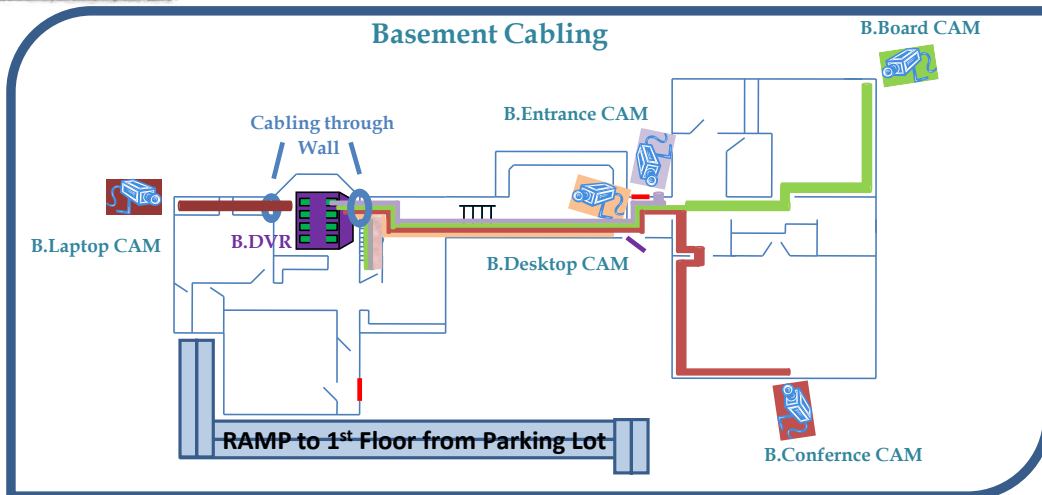 Basement Cabling
B.Board CAM
B.Entrance CAM
Cabling through
Wall
B.Laptop CAM
B.DVR
B.Desktop CAM
RAMP to 1st Floor from Parking Lot
B.Confernce CAM